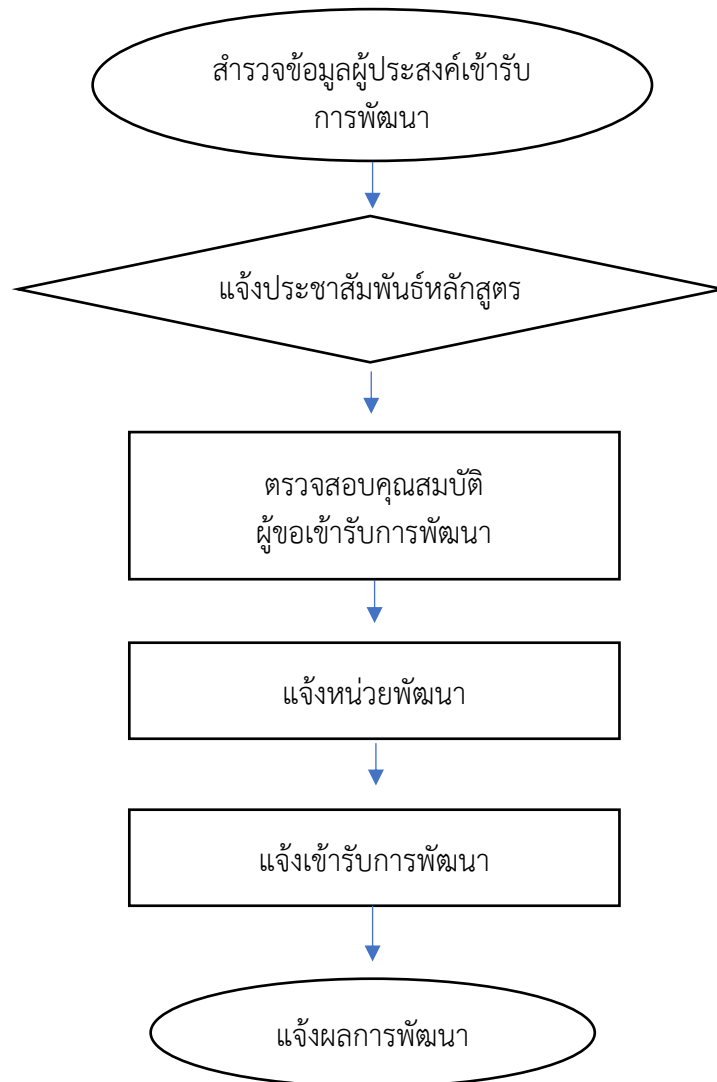 สำรวจข้อมูลผู้ประสงค์เข้ารับ
การพัฒนา
แจ้งประชาสัมพันธ์หลักสูตร
ตรวจสอบคุณสมบัติ
ผู้ขอเข้ารับการพัฒนา
แจ้งหน่วยพัฒนา
แจ้งเข้ารับการพัฒนา
แจ้งผลการพัฒนา